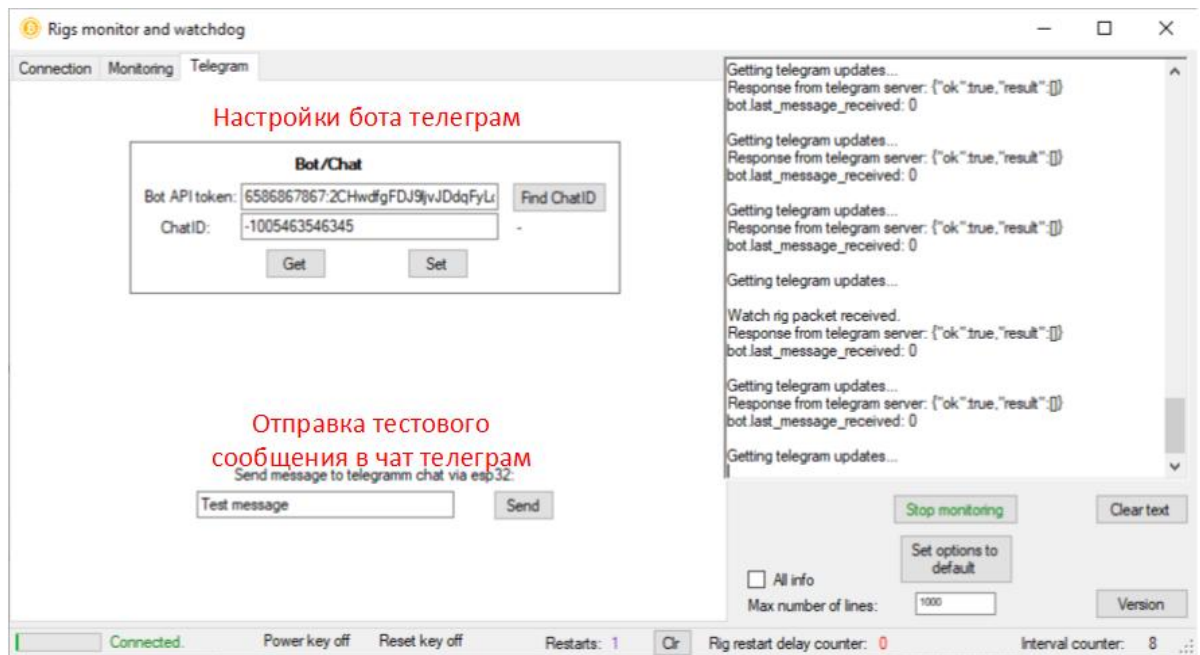 Rigs monitor and watchdog
Connection Monitoring Telegram
Настройки бота телеграм
Bot/Chat
Bot API token: 6586867867:2CHwdfgFDJ9ljvJDdqFyL Find ChatID
ChatID: -1005463546345 -
Get Set
Отправка тестового
сообщения в чат телеграм
Send message to telegramm chat via esp32:
Test message Send
Getting telegram updates...
Response from telegram server: {"ok":true,"result":[]}
bot.last_message_received: 0
Getting telegram updates...
Response from telegram server: {"ok":true,"result":[]}
bot.last_message_received: 0
Getting telegram updates...
Response from telegram server: {"ok":true,"result":[]}
bot.last_message_received: 0
Getting telegram updates...
Watch rig packet received.
Response from telegram server: {"ok":true,"result":[]}
bot.last_message_received: 0
Getting telegram updates...
Response from telegram server: {"ok":true,"result":[]}
bot.last_message_received: 0
Getting telegram updates...
Stop monitoring Clear text
Set options to
default
All info
Max number of lines: 1000 Version
Connected. Power key off Reset key off Restarts: 1 Clr Rig restart delay counter: 0 Interval counter: 8